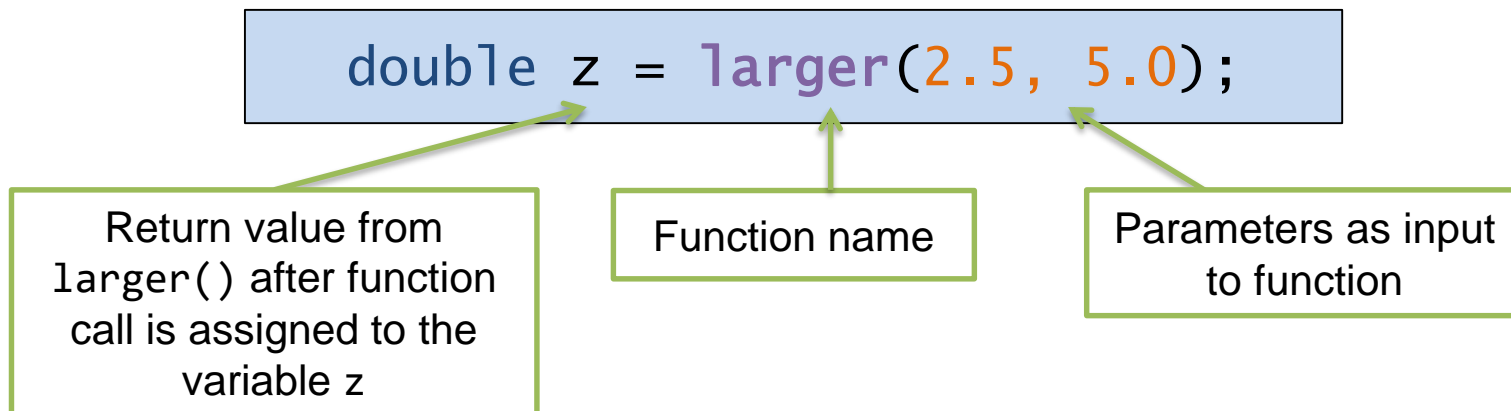 double z = larger(2.5, 5.0);
Return value from
larger() after function
call is assigned to the
variable z
Function name
Parameters as input
to function